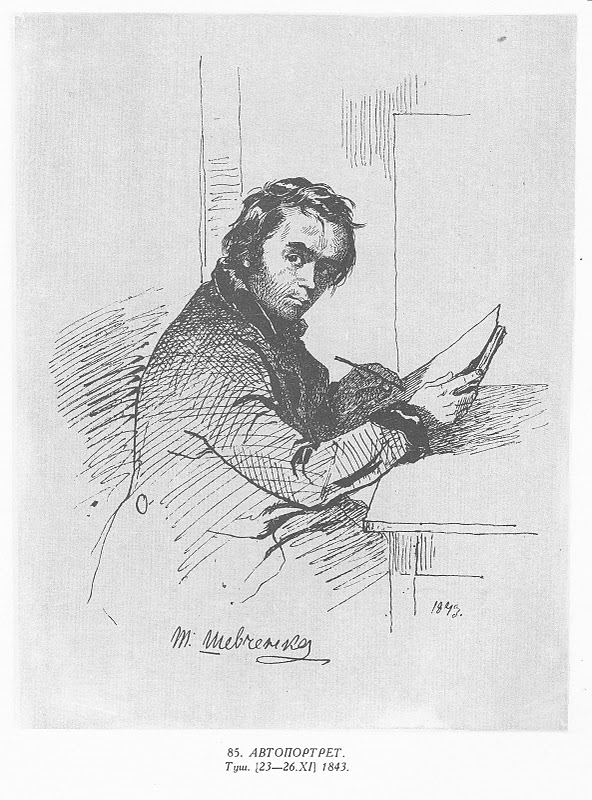 1843.
Т. Шевченко
85. АВТОПОРТРЕТ.
Туш. [23—26.XI] 1843.